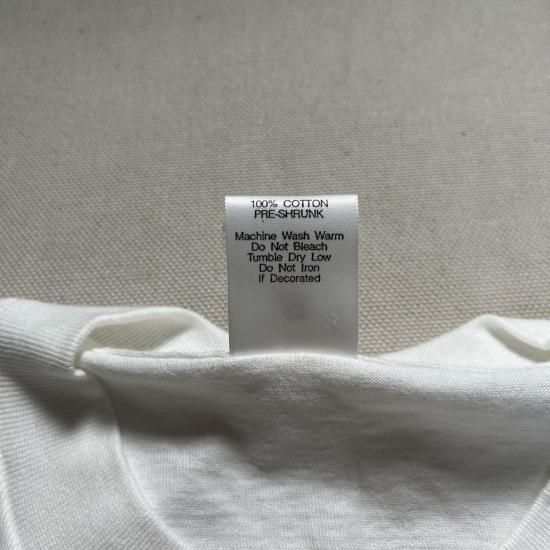 100% COTTON
PRE-SHRUNK
Machine Wash Warm
Do Not Bleach
Tumble Dry Low
Do Not Iron
If Decorated